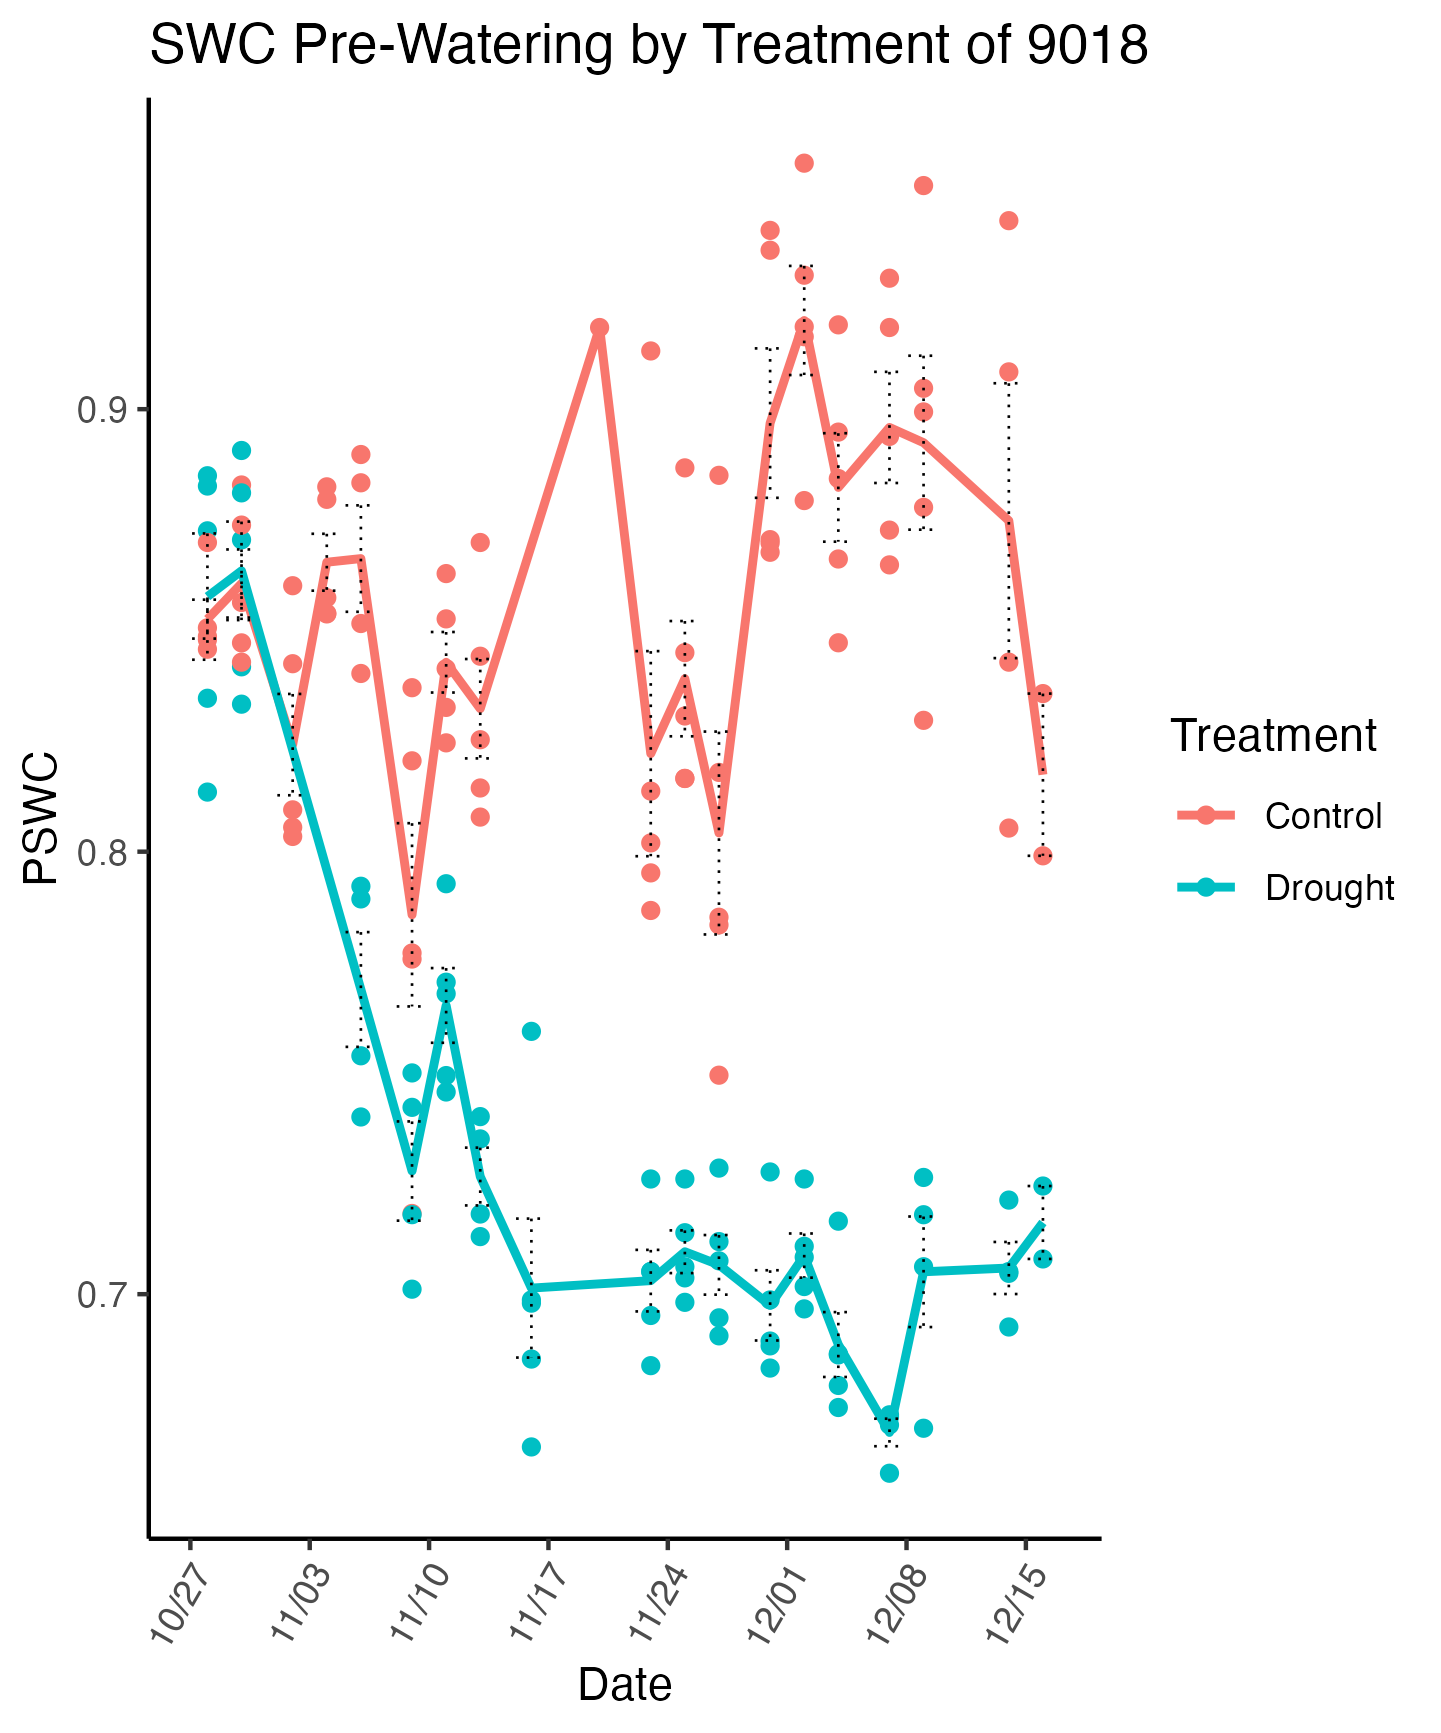 SWC Pre-Watering by Treatment of 9018
PSWC
0.9
0.8
0.7
10/27
11/03
11/10
11/17
11/24
12/01
12/08
12/15
Date
Treatment
Control
Drought